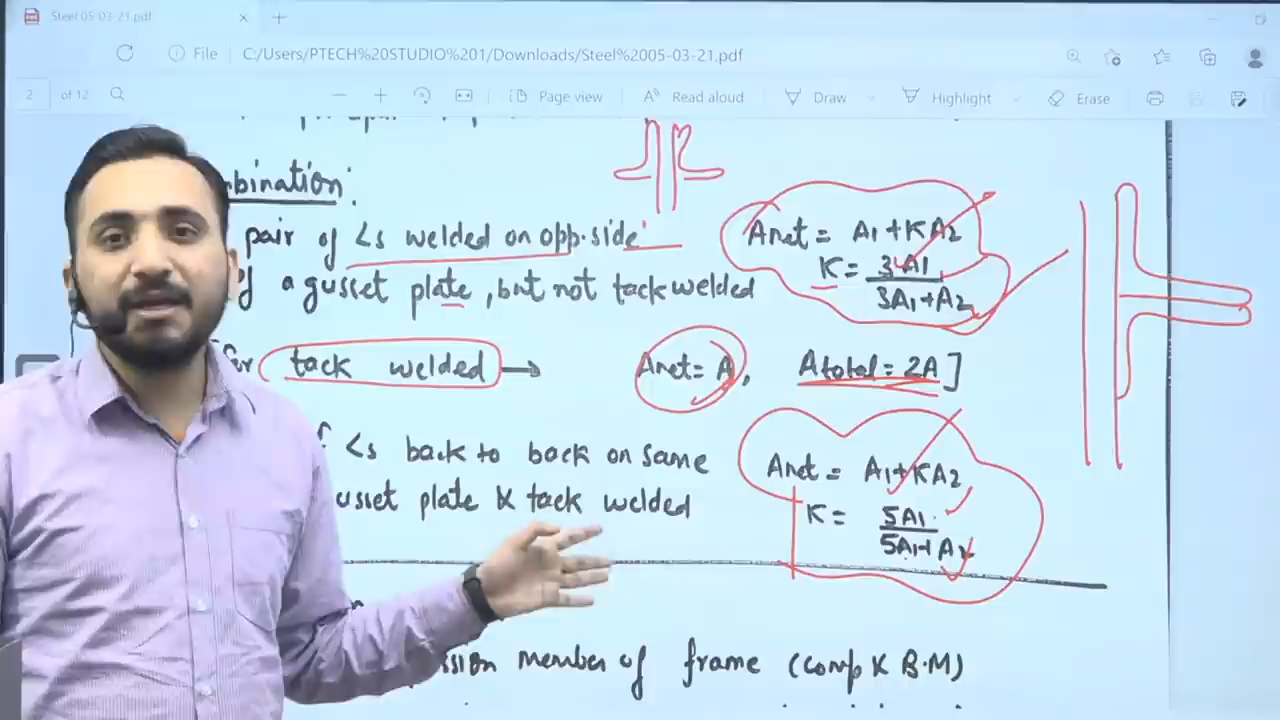 Steel 05-03-21.pdf
File C:/Users/PTECH%20STUDIO%201/Downloads/Steel%2005-03-21.pdf
2 of 12 Page view Read aloud Draw Highlight Erase
bination:
pair of ∠s welded on opp. side
Anet = A1+KA2
a gusset plate, but not tack welded
K = 3A1
3A1+A2
tack welded → Anet = A, Atotal = 2A]
∠s back to back on same
Anet = A1+KA2
usset plate & tack welded
K = 5A1
5A1+A2
ssion member of frame (comp & B.M)